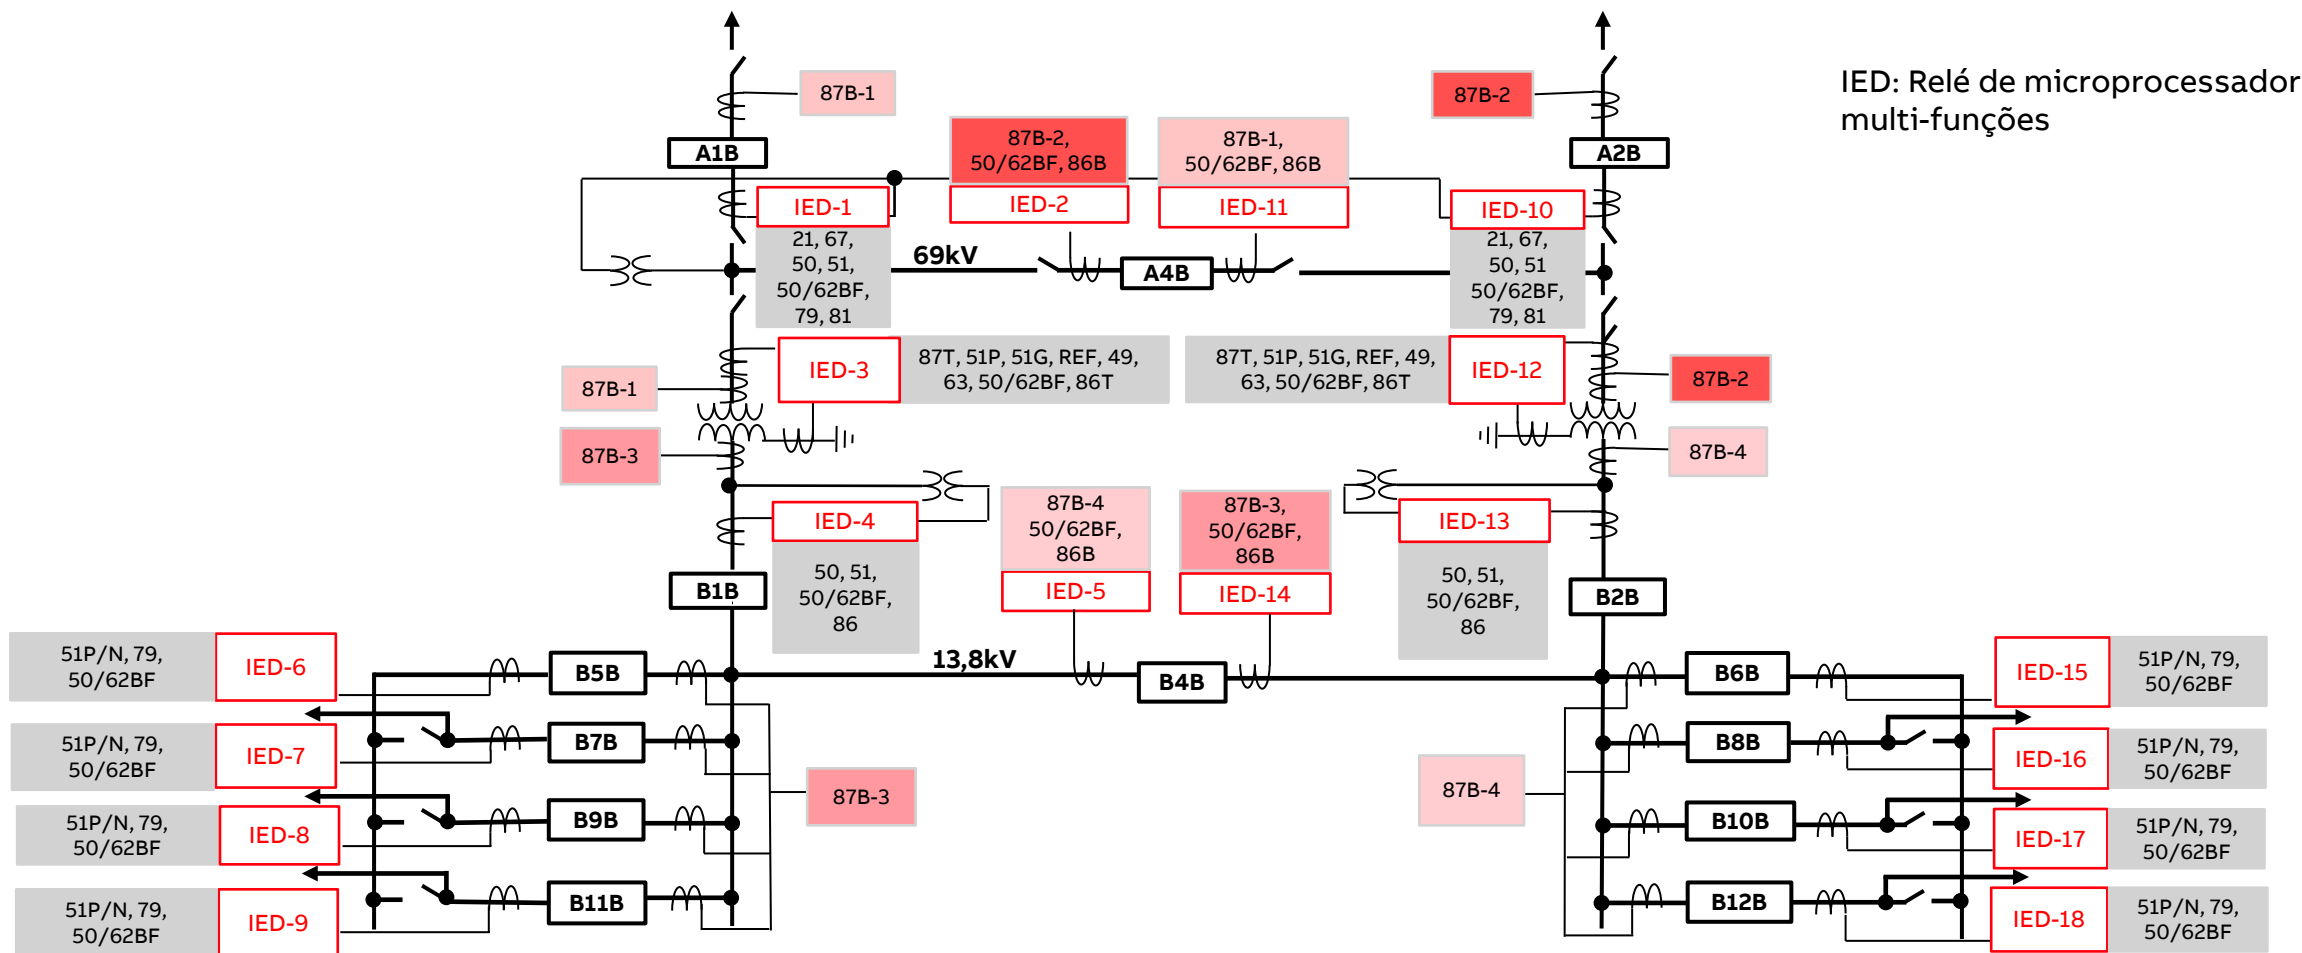 87B-1
87B-2
IED: Relé de microprocessador
multi-funções
A1B
87B-2,
50/62BF, 86B
87B-1,
50/62BF, 86B
A2B
IED-1
IED-2
IED-11
IED-10
21, 67,
50, 51,
50/62BF,
79, 81
69kV
A4B
21, 67,
50, 51
50/62BF,
79, 81
IED-3
87T, 51P, 51G, REF, 49,
63, 50/62BF, 86T
87T, 51P, 51G, REF, 49,
63, 50/62BF, 86T
IED-12
87B-1
87B-2
87B-3
87B-4
IED-4
50, 51,
50/62BF,
86
87B-4
50/62BF,
86B
IED-5
87B-3,
50/62BF,
86B
IED-14
IED-13
50, 51,
50/62BF,
86
B1B
B2B
51P/N, 79,
50/62BF
IED-6
B5B
13,8kV
B4B
B6B
IED-15
51P/N, 79,
50/62BF
51P/N, 79,
50/62BF
IED-7
B7B
B8B
IED-16
51P/N, 79,
50/62BF
87B-3
87B-4
51P/N, 79,
50/62BF
IED-8
B9B
B10B
IED-17
51P/N, 79,
50/62BF
51P/N, 79,
50/62BF
IED-9
B11B
B12B
IED-18
51P/N, 79,
50/62BF